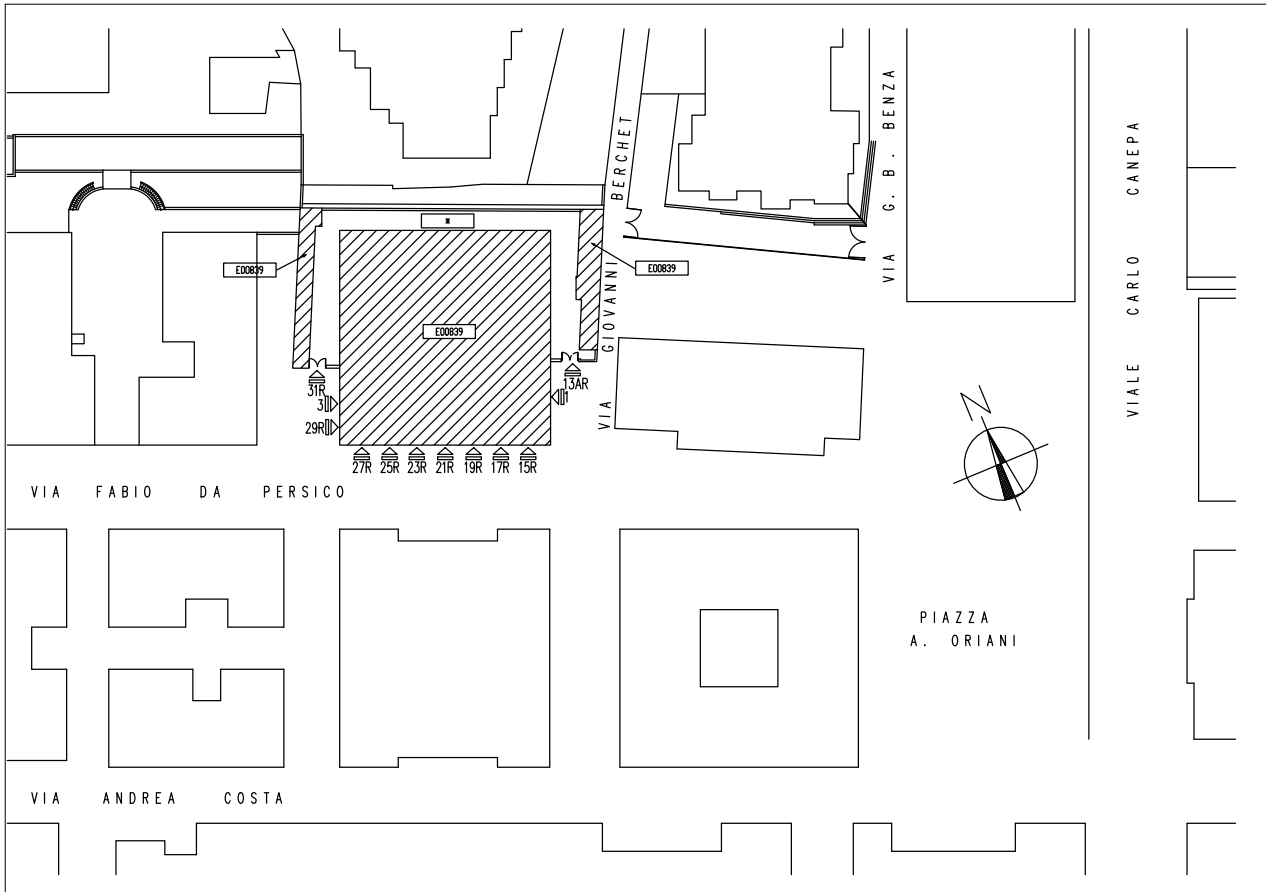 VIA G. B. BENZA
VIALE CARLO CANEPA
VIA GIOVANNI BERCHET
E00839
E00839
E00839
31R
13AR
3
1
29R
27R 25R 23R 21R 19R 17R 15R
N
VIA FABIO DA PERSICO
PIAZZA
A. ORIANI
VIA ANDREA COSTA